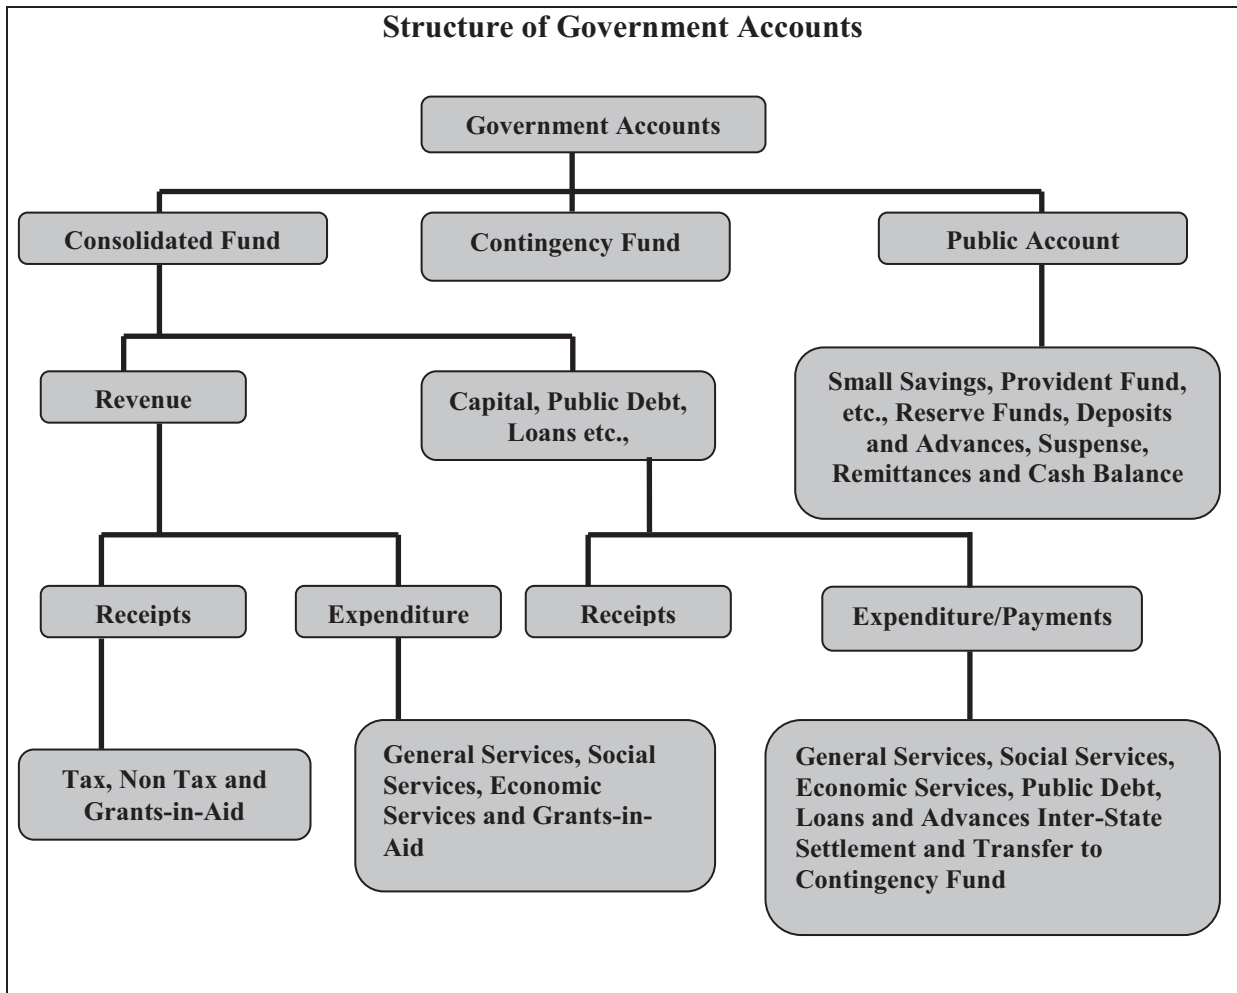 Structure of Government Accounts
Government Accounts
Consolidated Fund
Contingency Fund
Public Account
Revenue
Capital, Public Debt,
Loans etc.,
Small Savings, Provident Fund,
etc., Reserve Funds, Deposits
and Advances, Suspense,
Remittances and Cash Balance
Receipts
Expenditure
Receipts
Expenditure/Payments
Tax, Non Tax and
Grants-in-Aid
General Services, Social
Services, Economic
Services and Grants-in-
Aid
General Services, Social Services,
Economic Services, Public Debt,
Loans and Advances Inter-State
Settlement and Transfer to
Contingency Fund